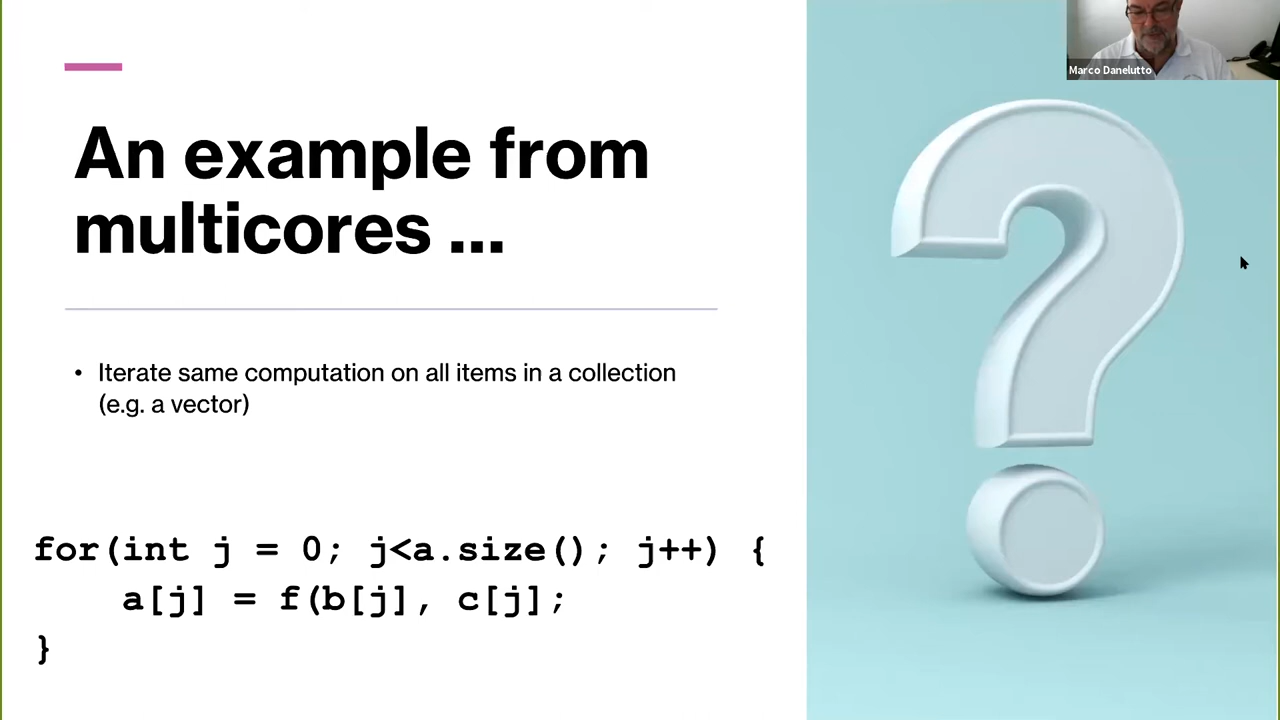 Marco Danelutto
An example from
multicores ...
• Iterate same computation on all items in a collection
(e.g. a vector)
for(int j = 0; j<a.size(); j++) {
    a[j] = f(b[j], c[j];
}